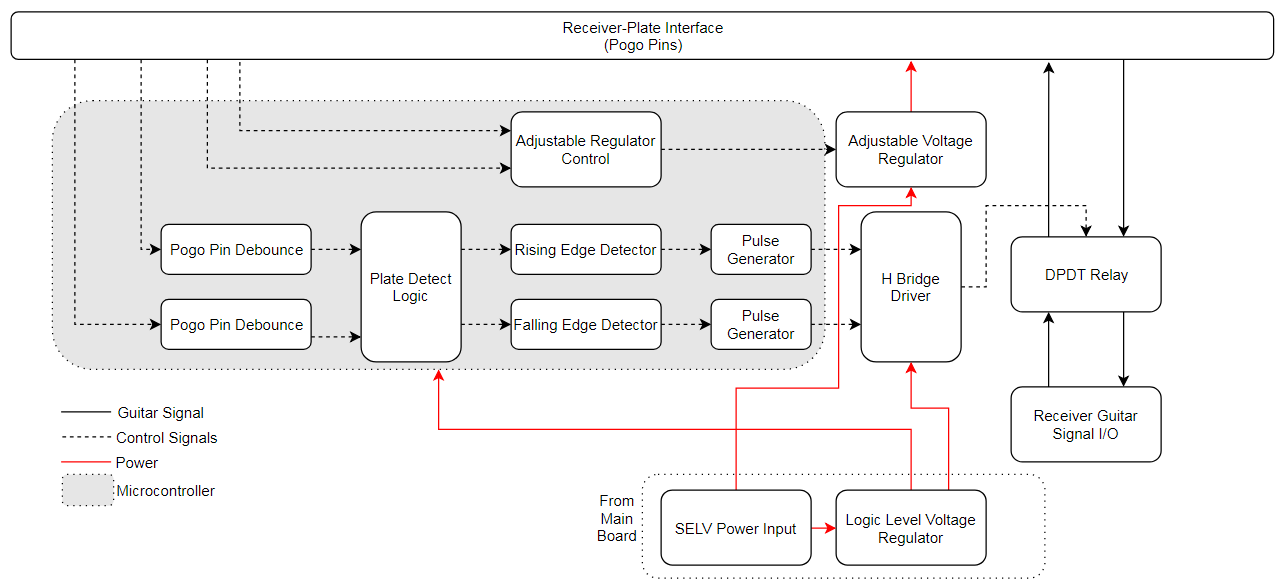 Receiver-Plate Interface
(Pogo Pins)
Adjustable Regulator
Control
Adjustable Voltage
Regulator
Pogo Pin Debounce
Plate Detect
Logic
Rising Edge Detector
Pulse
Generator
H Bridge
Driver
DPDT Relay
Pogo Pin Debounce
Falling Edge Detector
Pulse
Generator
Receiver Guitar
Signal I/O
Guitar Signal
Control Signals
Power
Microcontroller
From
Main
Board
SELV Power Input
Logic Level Voltage
Regulator